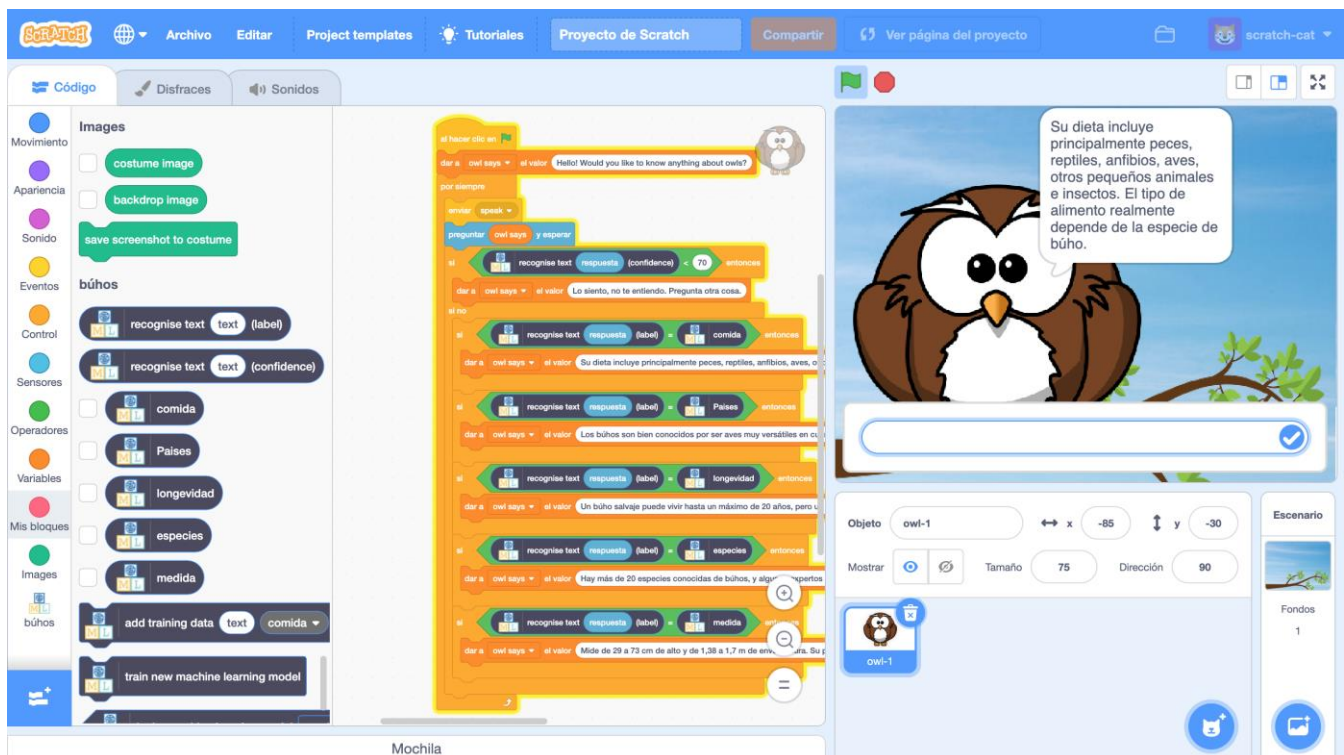 SCRATCH
Archivo
Editar
Project templates
Tutoriales
Proyecto de Scratch
Compartir
Ver página del proyecto
scratch-cat
Código
Disfraces
Sonidos
Movimiento
Apariencia
Sonido
Eventos
Control
Sensores
Operadores
Variables
Mis bloques
Images
búhos
Images
costume image
backdrop image
save screenshot to costume
búhos
recognise text text (label)
recognise text text (confidence)
comida
Paises
longevidad
especies
medida
add training data text comida
train new machine learning model
al hacer clic en
dar a owl says el valor Hello! Would you like to know anything about owls?
por siempre
enviar speak
preguntar owl says y esperar
si recognise text respuesta (confidence) < 70 entonces
dar a owl says el valor Lo siento, no te entiendo. Pregunta otra cosa.
si no
si recognise text respuesta (label) = comida entonces
dar a owl says el valor Su dieta incluye principalmente peces, reptiles, anfibios, aves,
si recognise text respuesta (label) = Paises entonces
dar a owl says el valor Los búhos son bien conocidos por ser aves muy versátiles en
si recognise text respuesta (label) = longevidad entonces
dar a owl says el valor Un búho salvaje puede vivir hasta un máximo de 20 años, pero
si recognise text respuesta (label) = especies entonces
dar a owl says el valor Hay más de 20 especies conocidas de búhos, y
si recognise text respuesta (label) = medida
dar a owl says el valor Mide de 29 a 73 cm de alto y de 1,38 a 1,7 m de Su
Mochila
Su dieta incluye
principalmente peces,
reptiles, anfibios, aves,
otros pequeños animales
e insectos. El tipo de
alimento realmente
depende de la especie de
búho.
Objeto owl-1 x -85 y -30
Mostrar Tamaño 75 Dirección 90
owl-1
Escenario
Fondos
1